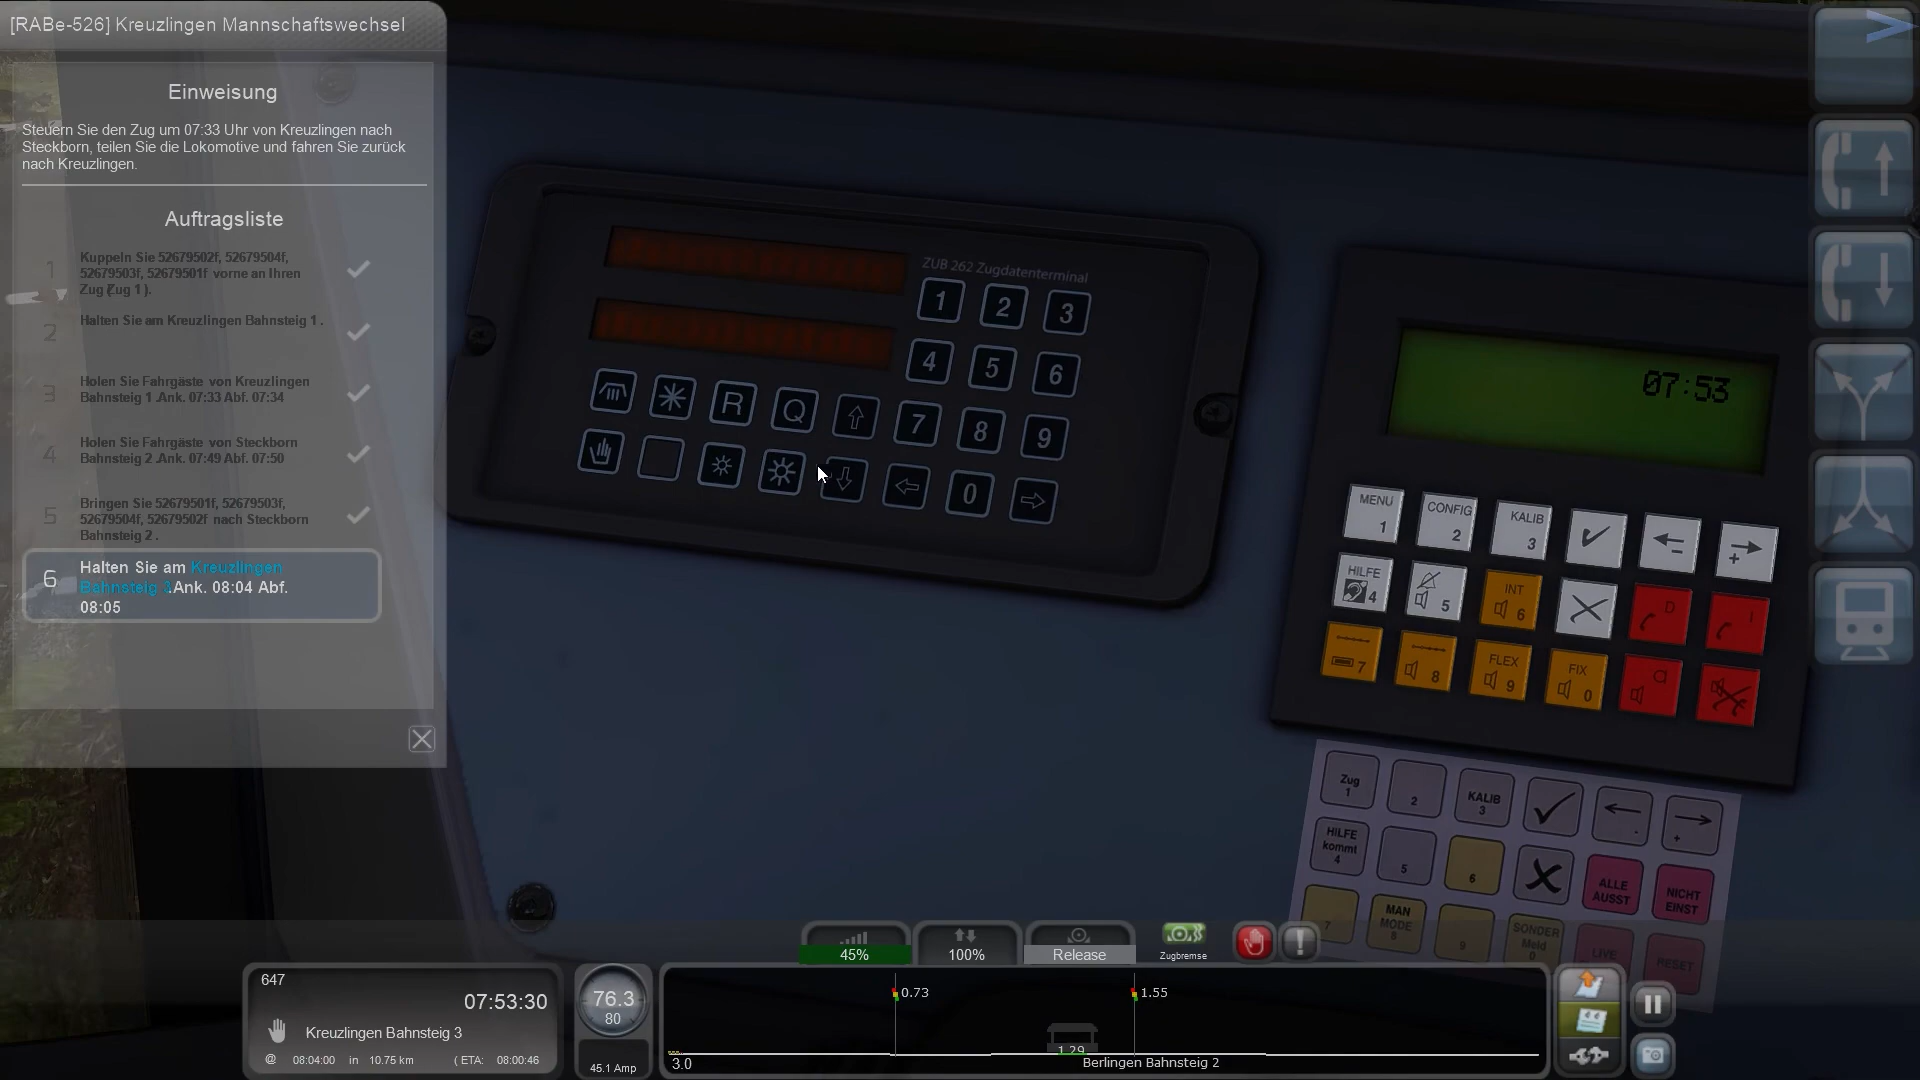 [RABe-526] Kreuzlingen Mannschaftswechsel
Einweisung
Steuern Sie den Zug um 07:33 Uhr von Kreuzlingen nach
Steckborn, teilen Sie die Lokomotive und fahren Sie zurück
nach Kreuzlingen.
Auftragsliste
1
Kuppeln Sie 52679502f, 52679504f,
52679503f, 52679501f vorne an Ihren
Zug (Zug 1 ).
2
Halten Sie am Kreuzlingen Bahnsteig 1 .
3
Holen Sie Fahrgäste von Kreuzlingen
Bahnsteig 1 .Ank. 07:33 Abf. 07:34
4
Holen Sie Fahrgäste von Steckborn
Bahnsteig 2 .Ank. 07:49 Abf. 07:50
5
Bringen Sie 52679501f, 52679503f,
52679504f, 52679502f nach Steckborn
Bahnsteig 2 .
6
Halten Sie am Kreuzlingen
Bahnsteig 3.Ank. 08:04 Abf.
08:05
ZUB 262 Zugdatenterminal
1 2 3
4 5 6
R Q 7 8 9
0
07:53
MENU 1 CONFIG 2 KALIB 3
HILFE 4 5 INT 6 D I
7 8 FLEX 9 FIX 0
Zug 1 2 KALIB 3
HILFE kommt 4 5 6 ALLE AUSST NICHT EINST
7 MAN MODE 8 9 SONDER Meld 0 LIVE RESET
45%
100%
Release
Zugbremse
647
07:53:30
Kreuzlingen Bahnsteig 3
@ 08:04:00 in 10.75 km ( ETA: 08:00:46
76.3
80
45.1 Amp
0.73
1.55
1.29
3.0
Berlingen Bahnsteig 2